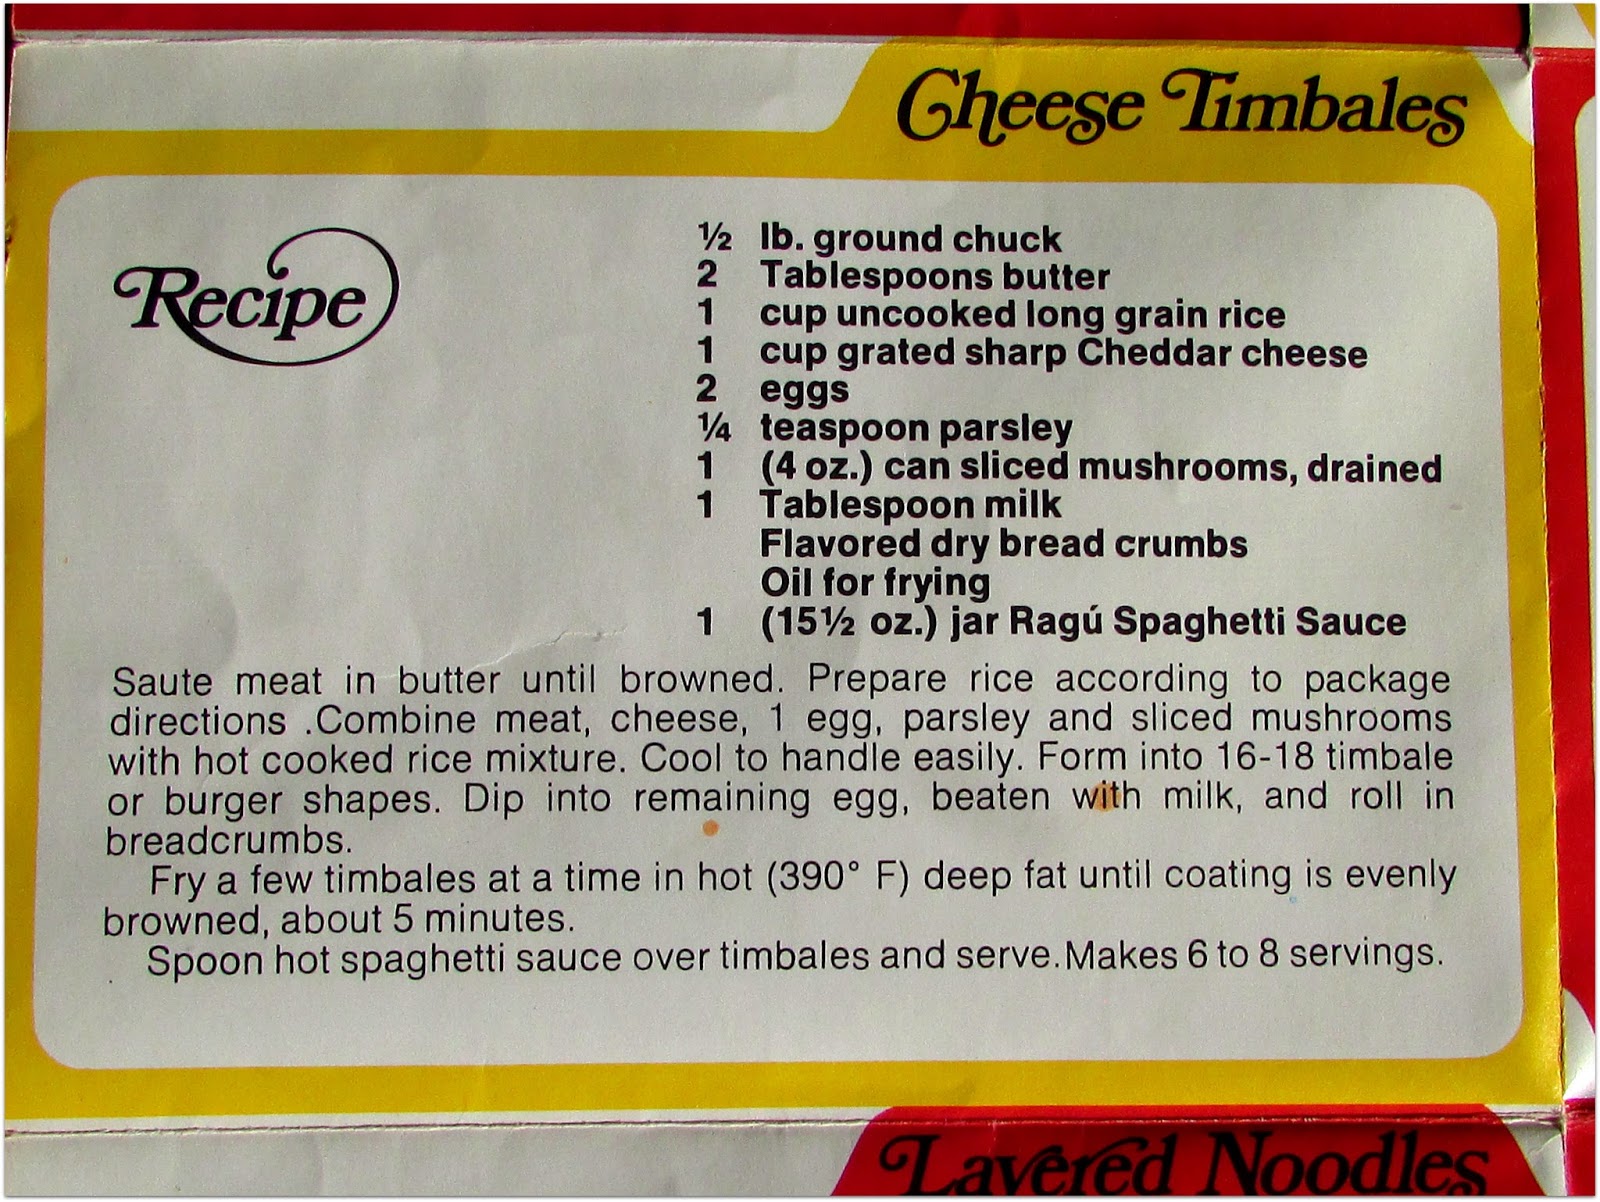 Cheese Timbales
Recipe
½ lb. ground chuck
2 Tablespoons butter
1 cup uncooked long grain rice
1 cup grated sharp Cheddar cheese
2 eggs
¼ teaspoon parsley
1 (4 oz.) can sliced mushrooms, drained
1 Tablespoon milk
Flavored dry bread crumbs
Oil for frying
1 (15½ oz.) jar Ragú Spaghetti Sauce
Saute meat in butter until browned. Prepare rice according to package
directions .Combine meat, cheese, 1 egg, parsley and sliced mushrooms
with hot cooked rice mixture. Cool to handle easily. Form into 16-18 timbale
or burger shapes. Dip into remaining egg, beaten with milk, and roll in
breadcrumbs.
Fry a few timbales at a time in hot (390° F) deep fat until coating is evenly
browned, about 5 minutes.
Spoon hot spaghetti sauce over timbales and serve.Makes 6 to 8 servings.
Layered Noodles